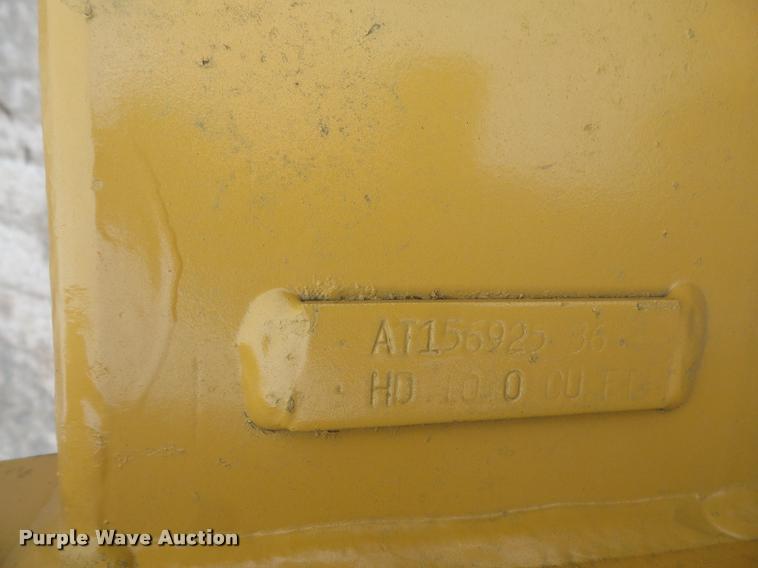 AT156925 36
HD 10.0 CU FT
Purple Wave Auction